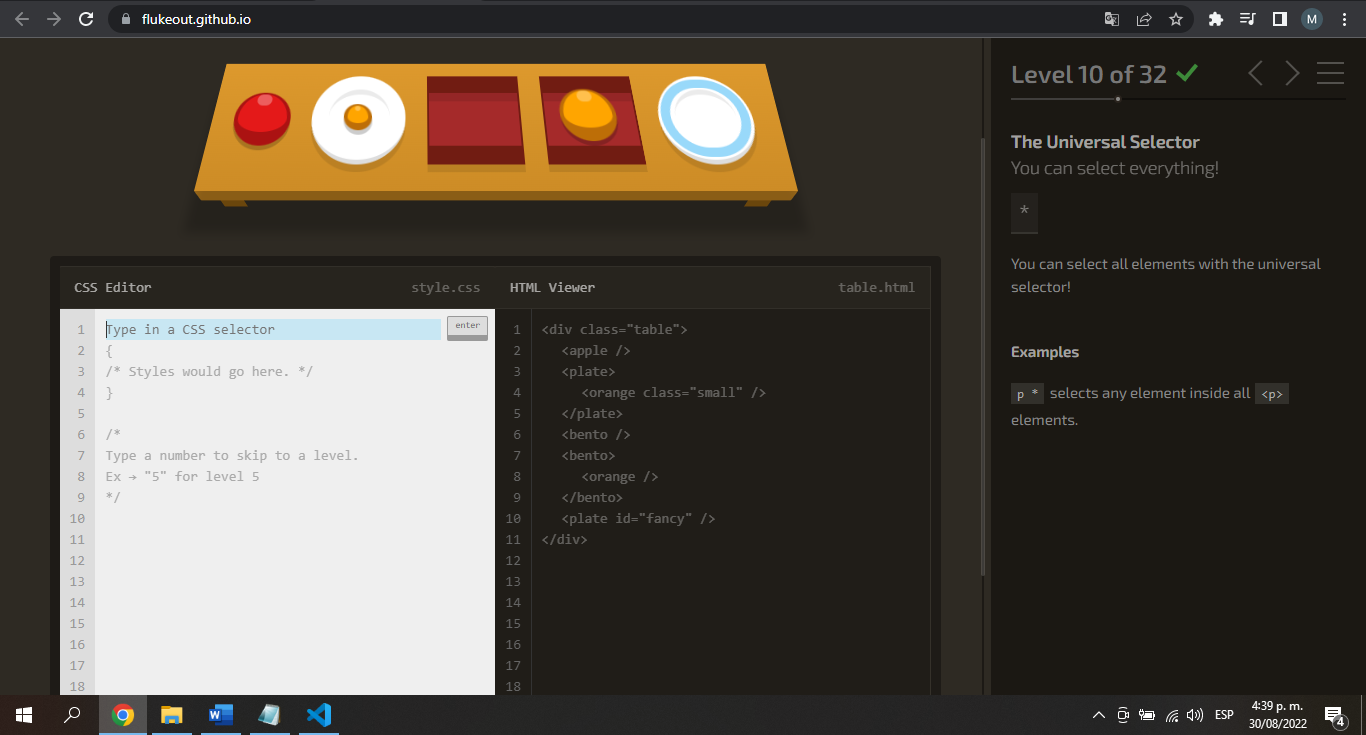 flukeout.github.io
M
Level 10 of 32
The Universal Selector
You can select everything!
*
You can select all elements with the universal
selector!
Examples
p * selects any element inside all <p>
elements.
CSS Editor style.css
1 Type in a CSS selector enter
2 {
3 /* Styles would go here. */
4 }
5
6 /*
7 Type a number to skip to a level.
8 Ex → "5" for level 5
9 */
10
11
12
13
14
15
16
17
18
HTML Viewer table.html
1 <div class="table">
2 <apple />
3 <plate>
4 <orange class="small" />
5 </plate>
6 <bento />
7 <bento>
8 <orange />
9 </bento>
10 <plate id="fancy" />
11 </div>
12
13
14
15
16
17
18
W
ESP
4:39 p. m.
30/08/2022
4